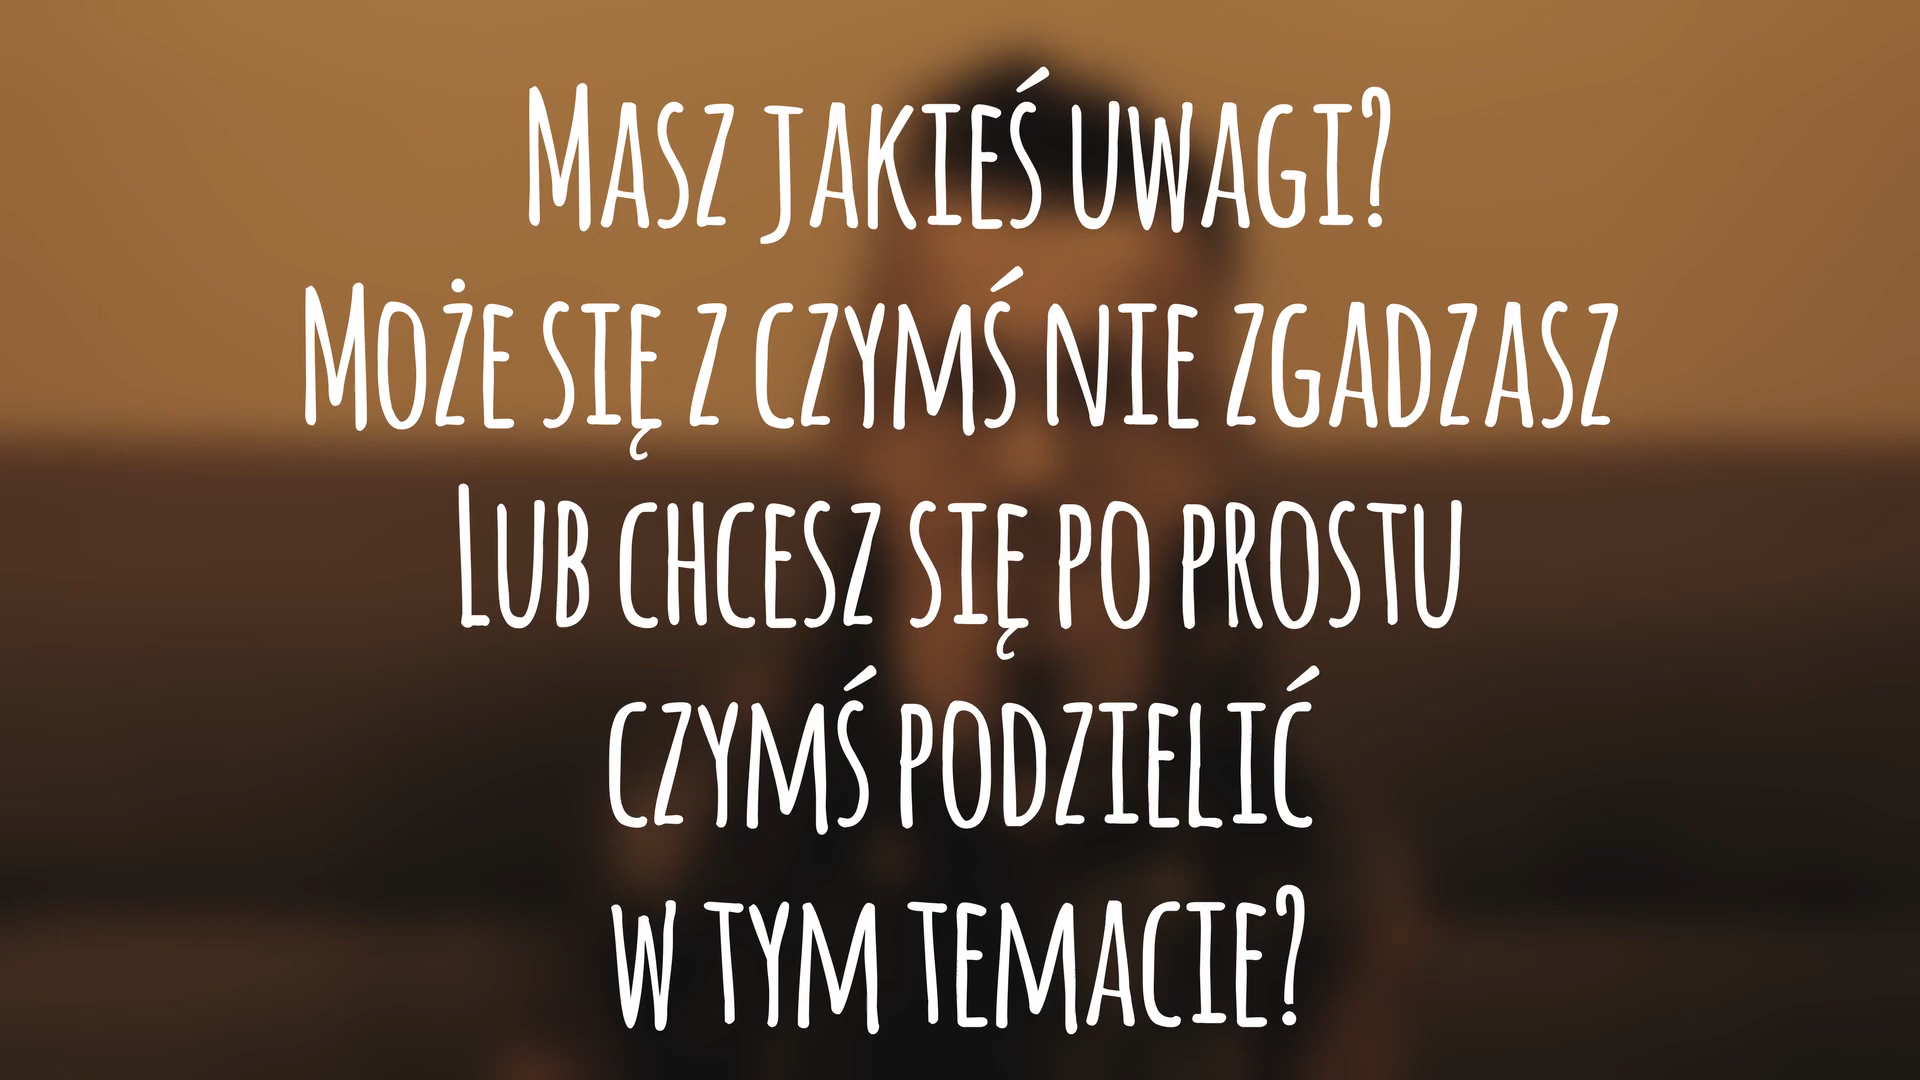 Masz jakieś uwagi?
Może się z czymś nie zgadzasz
Lub chcesz się po prostu
czymś podzielić
w tym temacie?